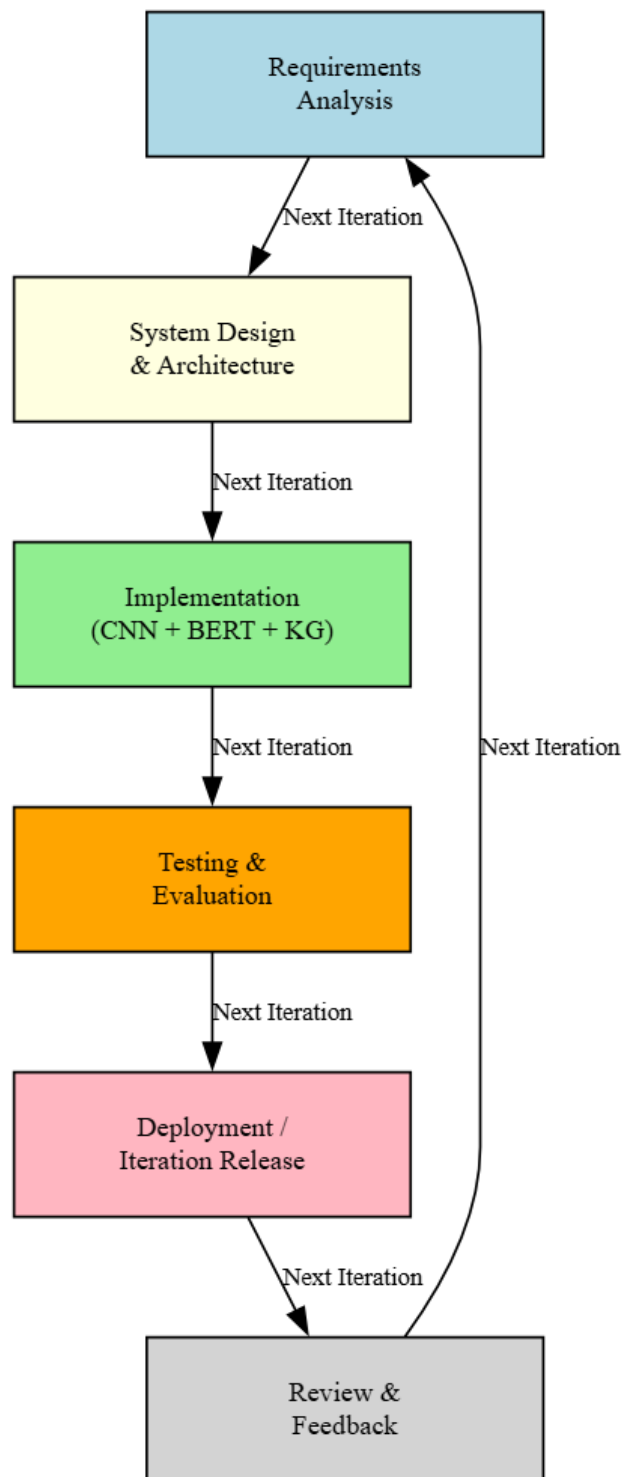 Requirements
Analysis
Next Iteration
System Design
& Architecture
Next Iteration
Implementation
(CNN + BERT + KG)
Next Iteration
Next Iteration
Testing &
Evaluation
Next Iteration
Deployment /
Iteration Release
Next Iteration
Review &
Feedback